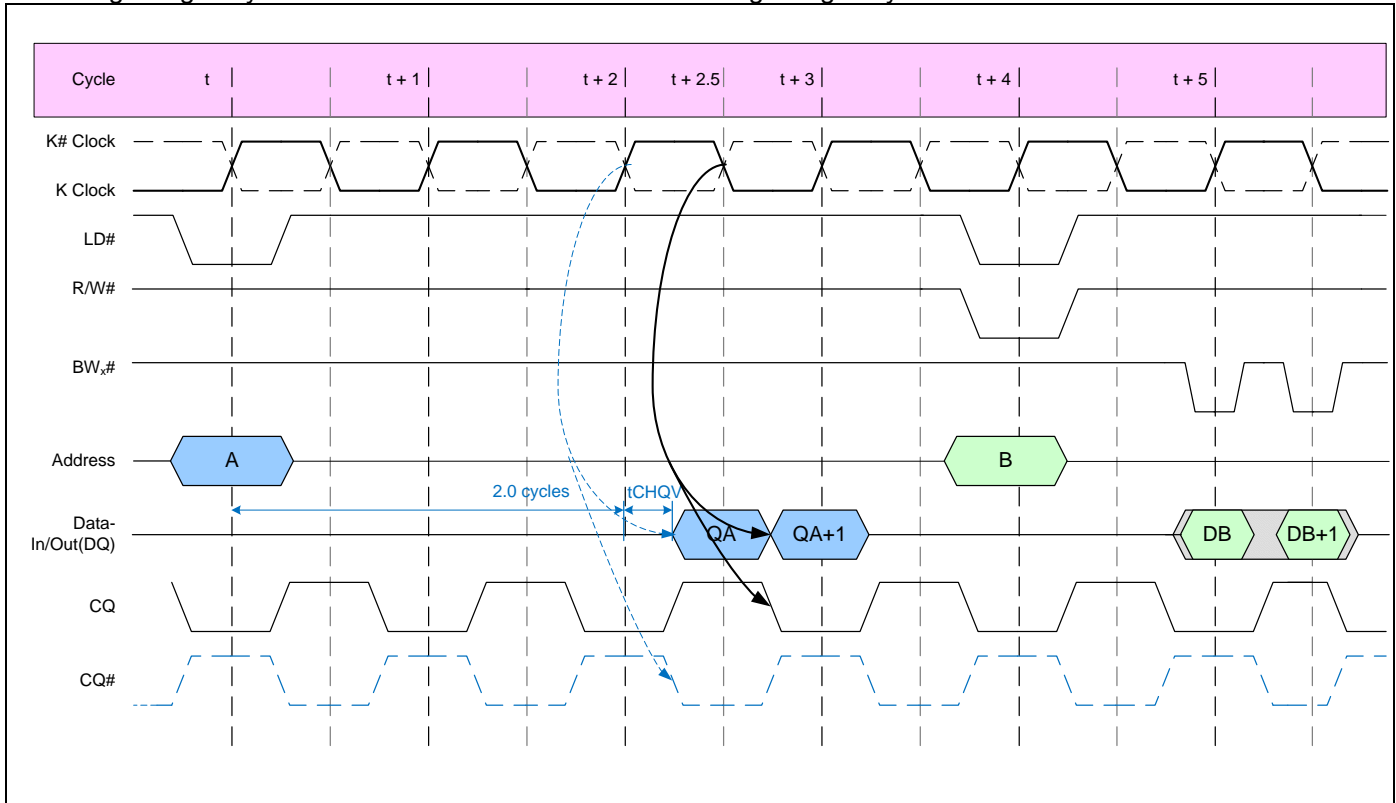 Cycle t t + 1 t + 2 t + 2.5 t + 3 t + 4 t + 5
K# Clock
K Clock
LD#
R/W#
BWx#
Address A B
2.0 cycles tCHQV
Data-
In/Out(DQ) QA QA+1 DB DB+1
CQ
CQ#